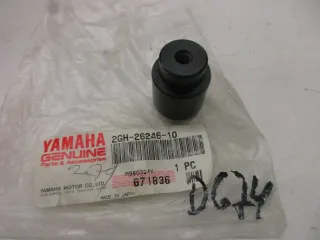 YAMAHA
GENUINE
Parts & Accessories
2GH-26246-10
1 PC
671836
YAMAHA MOTOR CO., LTD.
MADE IN JAPAN
DG74